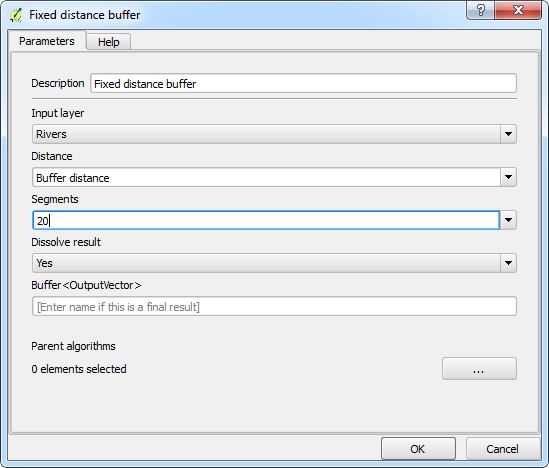 Fixed distance buffer
?
Parameters Help
Description Fixed distance buffer
Input layer
Rivers
Distance
Buffer distance
Segments
20
Dissolve result
Yes
Buffer<OutputVector>
[Enter name if this is a final result]
Parent algorithms
0 elements selected ...
OK Cancel